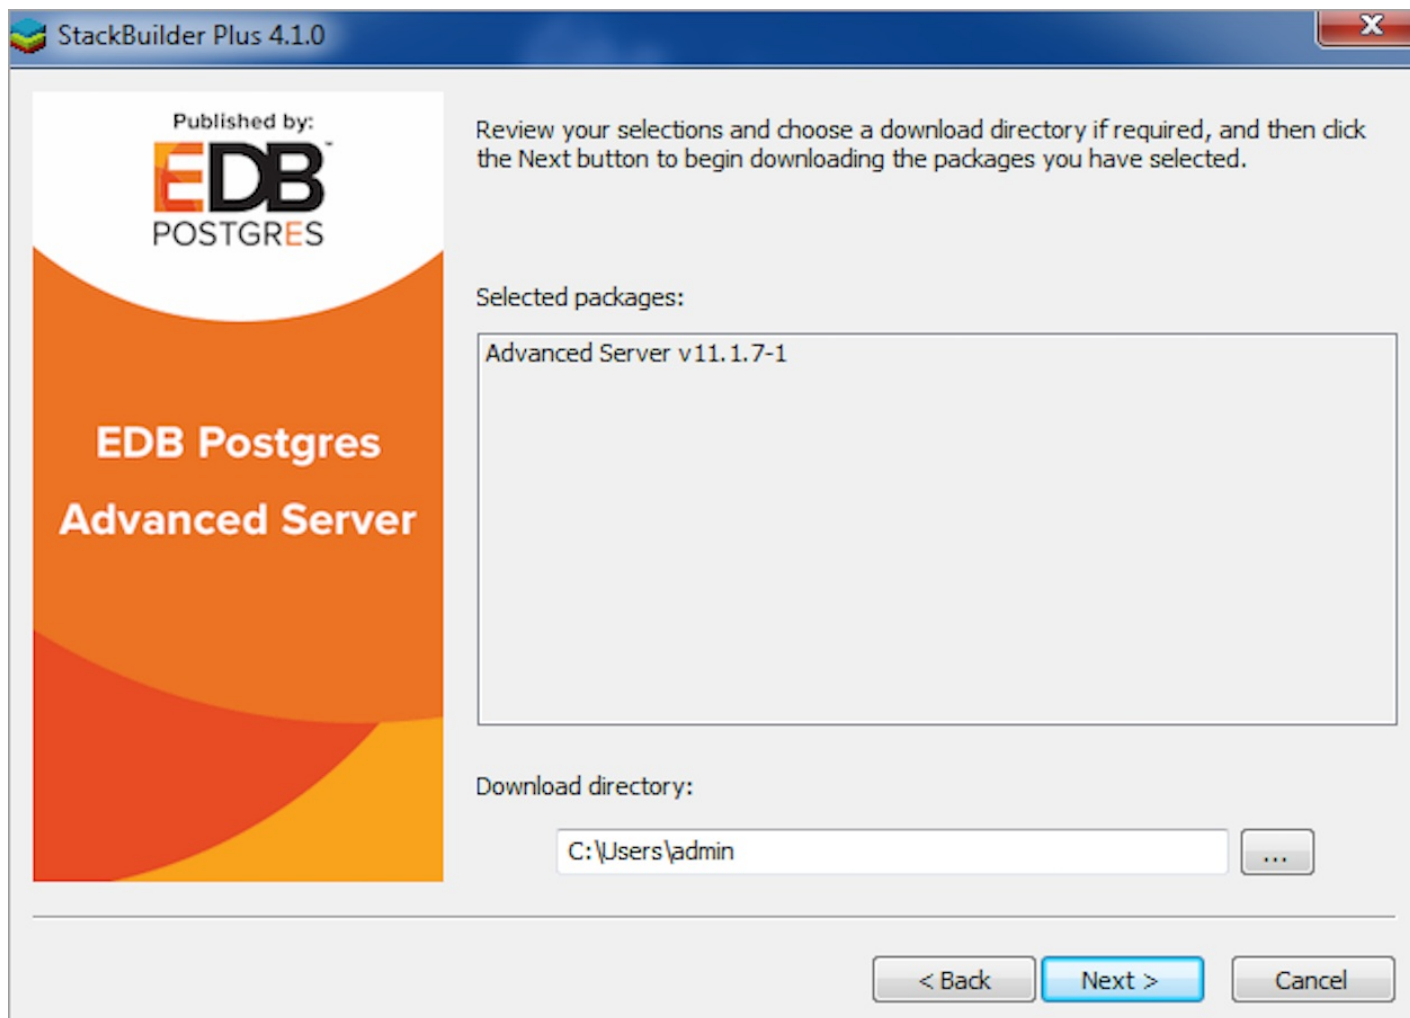 StackBuilder Plus 4.1.0
X
Published by:
EDB™
POSTGRES
EDB Postgres
Advanced Server
Review your selections and choose a download directory if required, and then click
the Next button to begin downloading the packages you have selected.
Selected packages:
Advanced Server v11.1.7-1
Download directory:
C:\Users\admin
...
< Back
Next >
Cancel